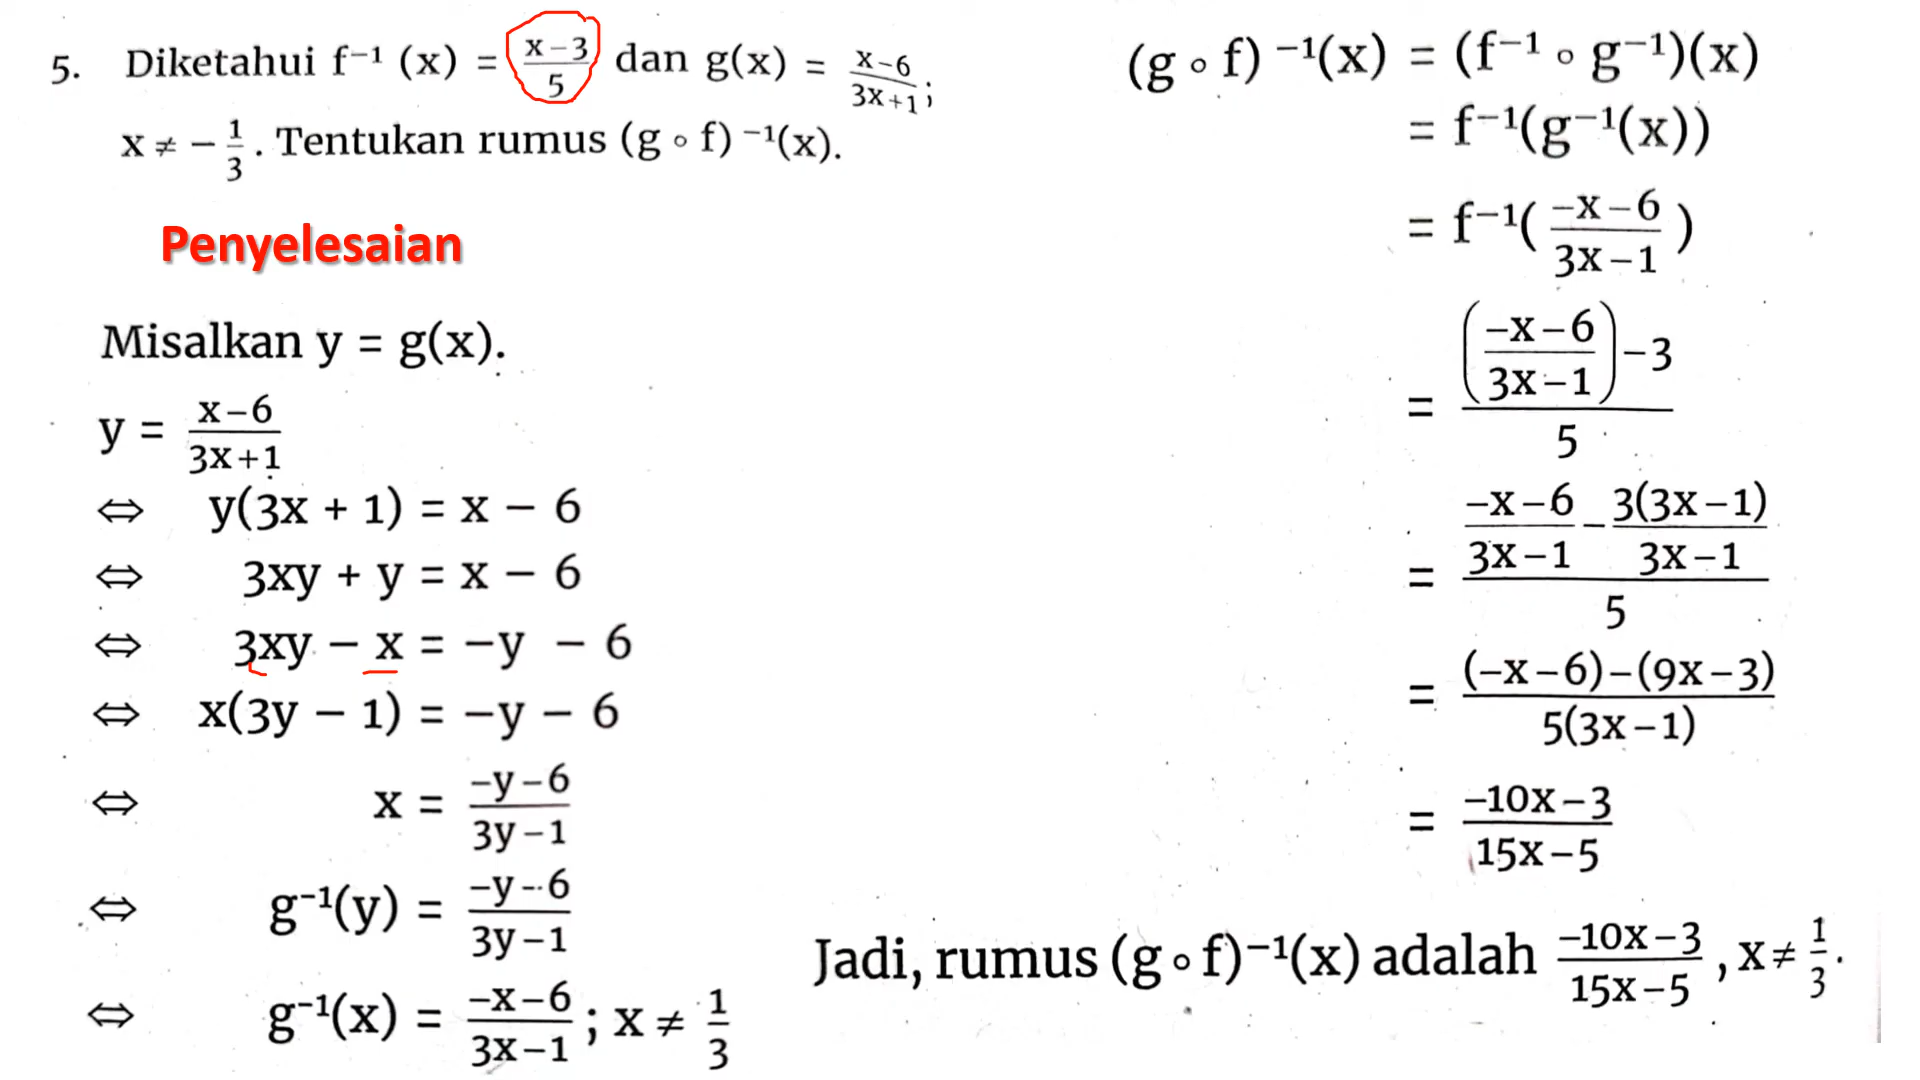 5. Diketahui f⁻¹ (x) = (x−3)/5 dan g(x) = (x−6)/(3x+1);
x ≠ −1/3. Tentukan rumus (g ∘ f) ⁻¹(x).
Penyelesaian
Misalkan y = g(x).
y = (x−6)/(3x+1)
⇔ y(3x + 1) = x − 6
⇔ 3xy + y = x − 6
⇔ 3xy − x = −y − 6
⇔ x(3y − 1) = −y − 6
⇔ x = (−y−6)/(3y−1)
⇔ g⁻¹(y) = (−y−6)/(3y−1)
⇔ g⁻¹(x) = (−x−6)/(3x−1); x ≠ 1/3
(g ∘ f) ⁻¹(x) = (f⁻¹ ∘ g⁻¹)(x)
= f⁻¹(g⁻¹(x))
= f⁻¹((−x−6)/(3x−1))
= (((−x−6)/(3x−1))−3)/5
= ((−x−6)/(3x−1) − 3(3x−1)/(3x−1))/5
= ((−x−6)−(9x−3))/(5(3x−1))
= (−10x−3)/(15x−5)
Jadi, rumus (g∘f)⁻¹(x) adalah (−10x−3)/(15x−5), x≠ 1/3.